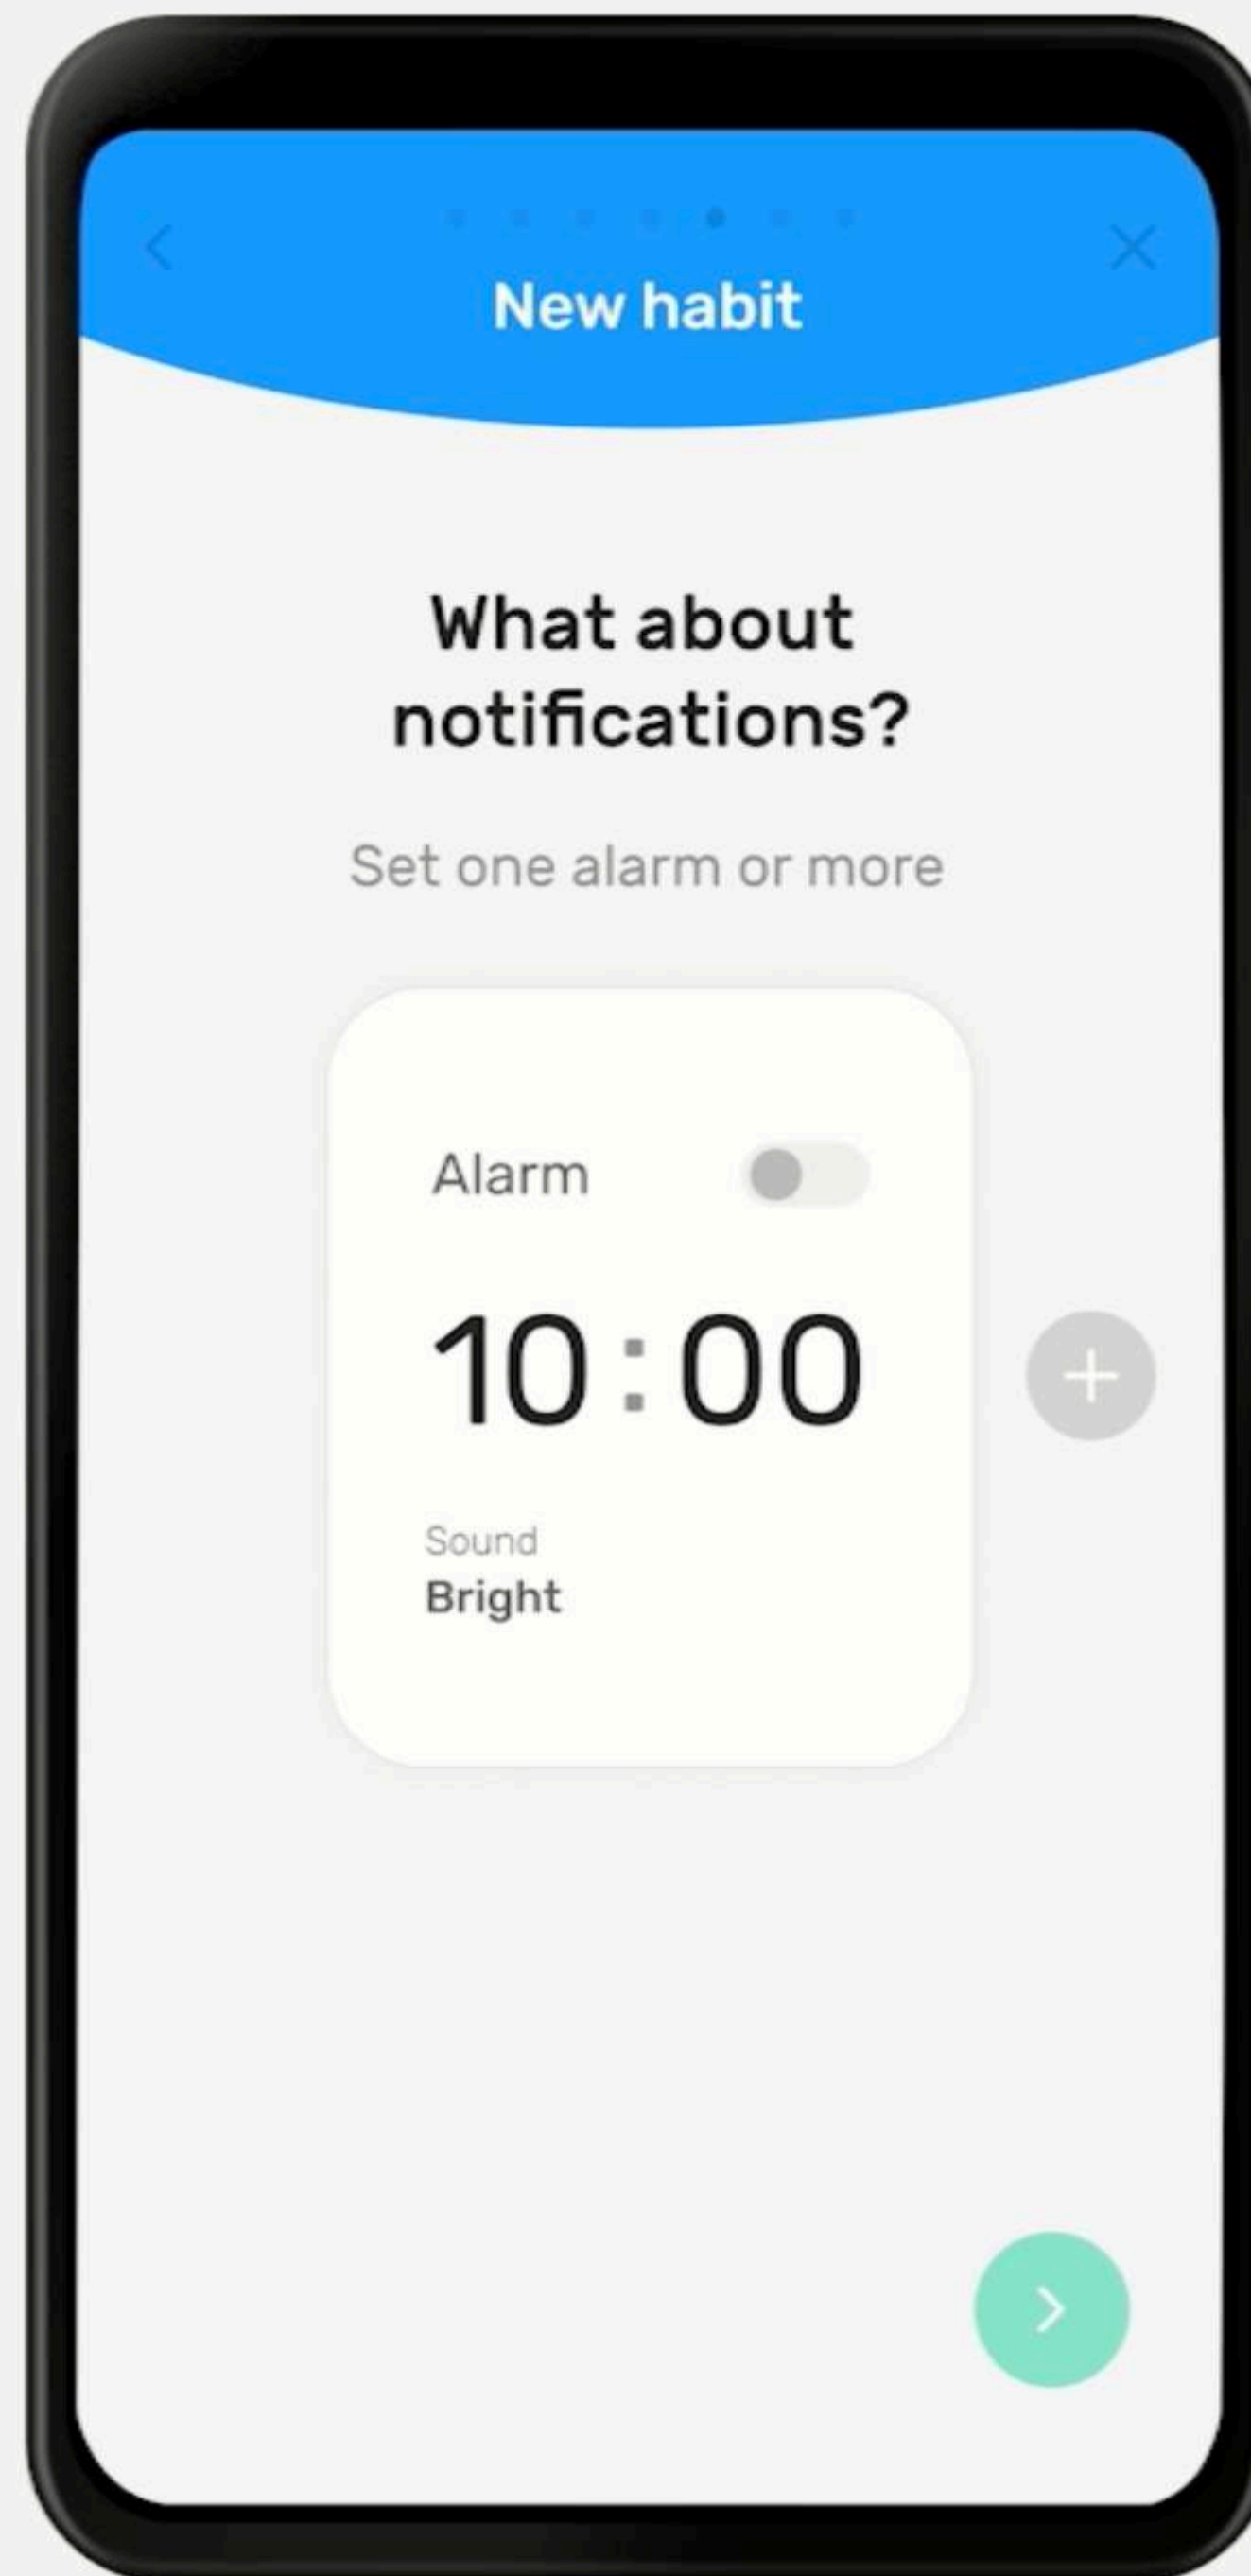 New habit
What about
notifications?
Set one alarm or more
Alarm
10:00
Sound
Bright